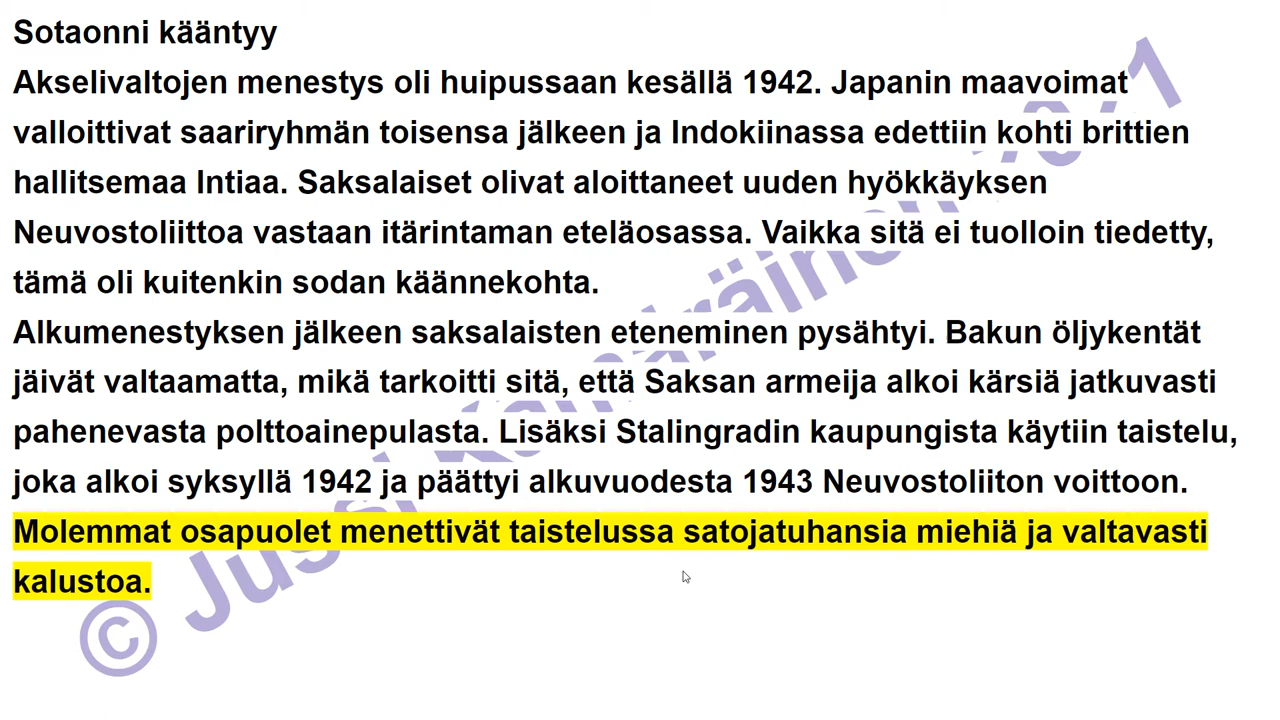 Sotaonni kääntyy
Akselivaltojen menestys oli huipussaan kesällä 1942. Japanin maavoimat
valloittivat saariryhmän toisensa jälkeen ja Indokiinassa edettiin kohti brittien
hallitsemaa Intiaa. Saksalaiset olivat aloittaneet uuden hyökkäyksen
Neuvostoliittoa vastaan itärintaman eteläosassa. Vaikka sitä ei tuolloin tiedetty,
tämä oli kuitenkin sodan käännekohta.
Alkumenestyksen jälkeen saksalaisten eteneminen pysähtyi. Bakun öljykentät
jäivät valtaamatta, mikä tarkoitti sitä, että Saksan armeija alkoi kärsiä jatkuvasti
pahenevasta polttoainepulasta. Lisäksi Stalingradin kaupungista käytiin taistelu,
joka alkoi syksyllä 1942 ja päättyi alkuvuodesta 1943 Neuvostoliiton voittoon.
Molemmat osapuolet menettivät taistelussa satojatuhansia miehiä ja valtavasti
kalustoa.
© Jussi